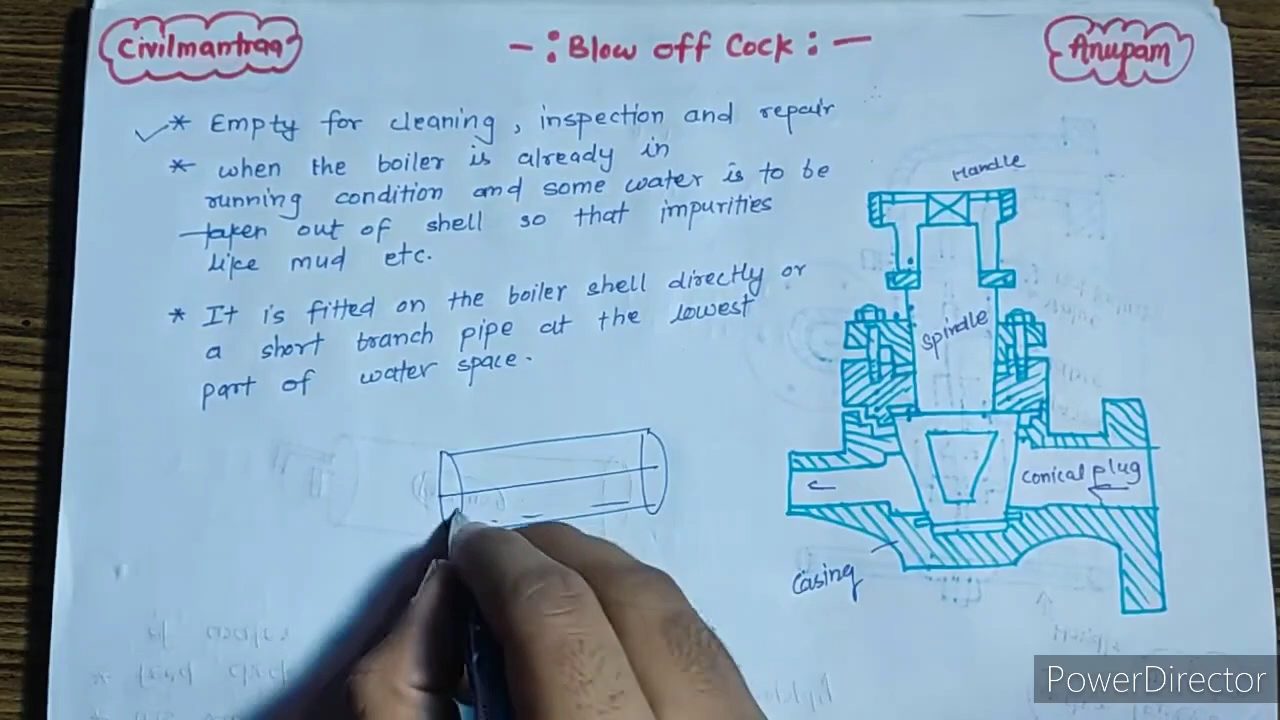 Civilmantraa
-: Blow off Cock :-
Anupam
* Empty for cleaning, inspection and repair
* when the boiler is already in
running condition and some water is to be
taken out of shell so that impurities
like mud etc.
* It is fitted on the boiler shell directly or
a short branch pipe at the lowest
part of water space.
Handle
Spindle
conical plug
Casing
PowerDirector